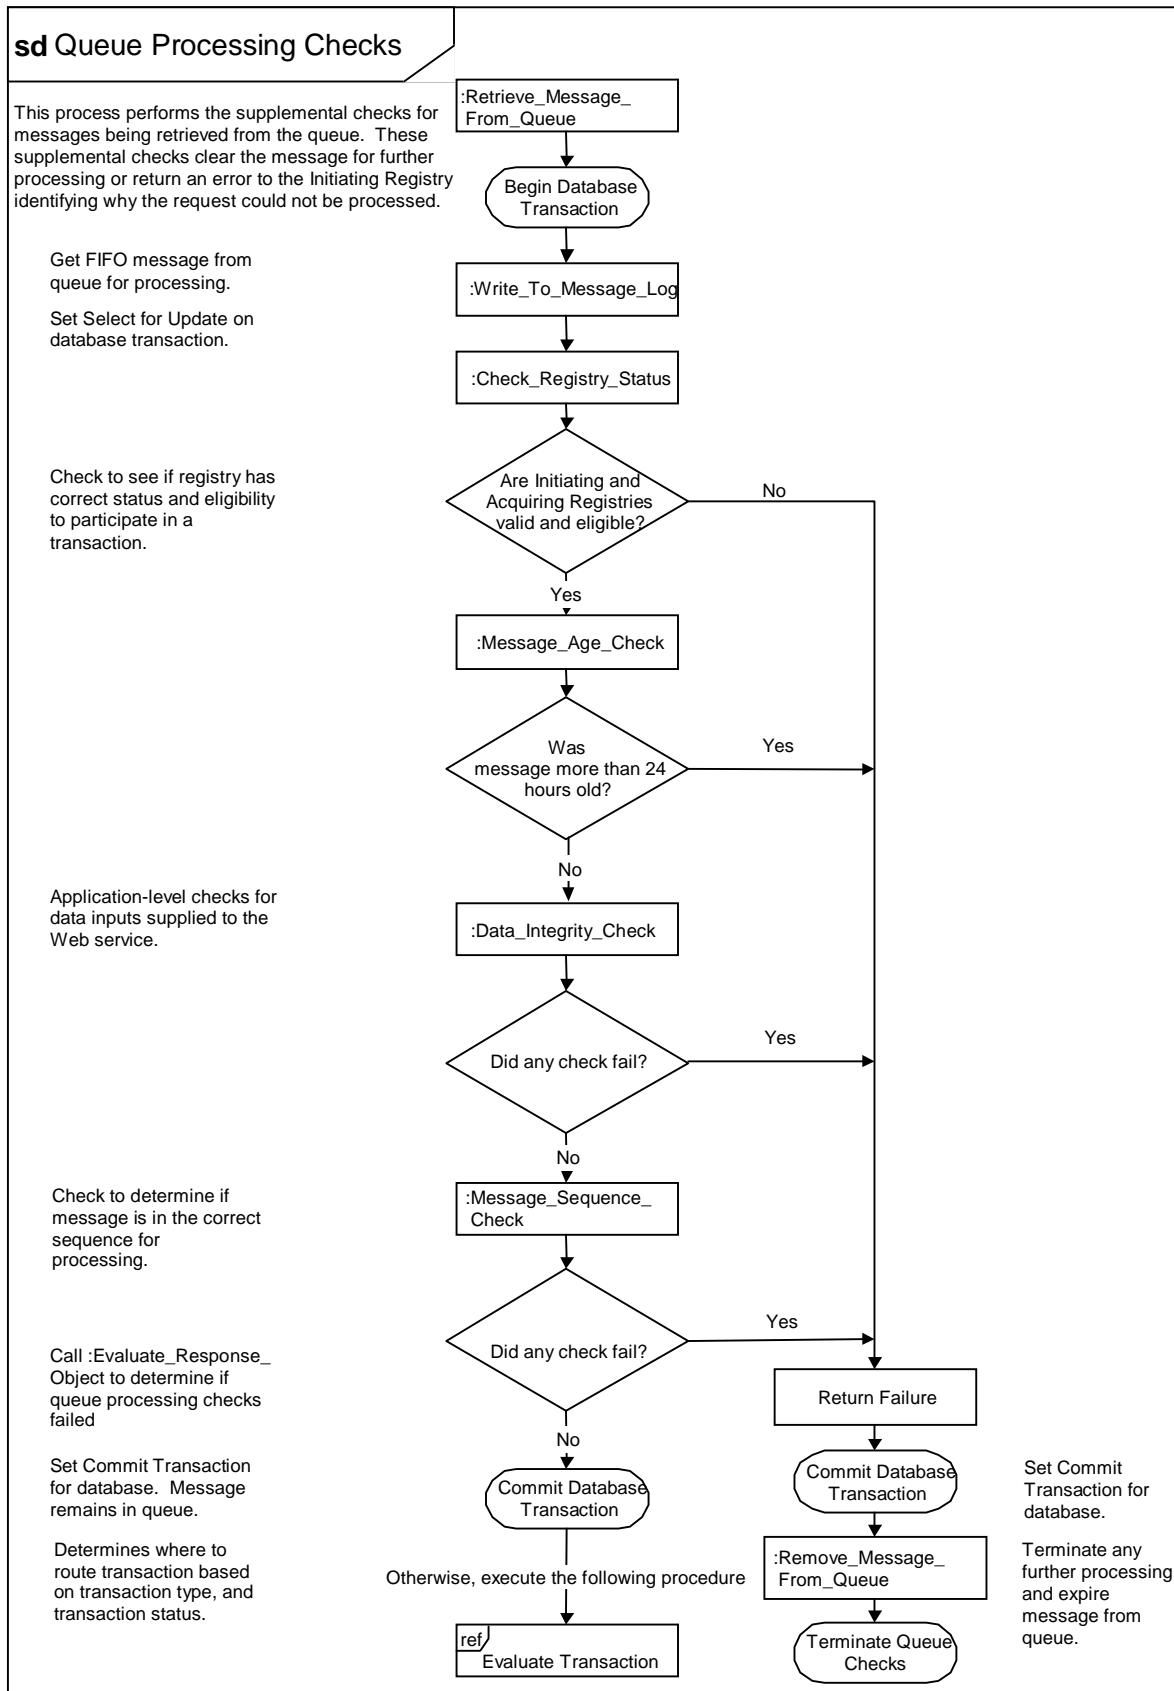 sd Queue Processing Checks
This process performs the supplemental checks for
messages being retrieved from the queue.  These
supplemental checks clear the message for further
processing or return an error to the Initiating Registry
identifying why the request could not be processed.
:Retrieve_Message_
From_Queue
Begin Database
Transaction
Get FIFO message from
queue for processing.
:Write_To_Message_Log
Set Select for Update on
database transaction.
:Check_Registry_Status
Check to see if registry has
correct status and eligibility
to participate in a
transaction.
Are Initiating and
Acquiring Registries
valid and eligible?
No
Yes
:Message_Age_Check
Was
message more than 24
hours old?
Yes
No
Application-level checks for
data inputs supplied to the
Web service.
:Data_Integrity_Check
Did any check fail?
Yes
No
Check to determine if
message is in the correct
sequence for
processing.
:Message_Sequence_
Check
Did any check fail?
Yes
Call :Evaluate_Response_
Object to determine if
queue processing checks
failed
Return Failure
No
Set Commit Transaction
for database.  Message
remains in queue.
Commit Database
Transaction
Commit Database
Transaction
Set Commit
Transaction for
database.
Determines where to
route transaction based
on transaction type, and
transaction status.
Otherwise, execute the following procedure
:Remove_Message_
From_Queue
Terminate any
further processing
and expire
message from
queue.
ref
Evaluate Transaction
Terminate Queue
Checks